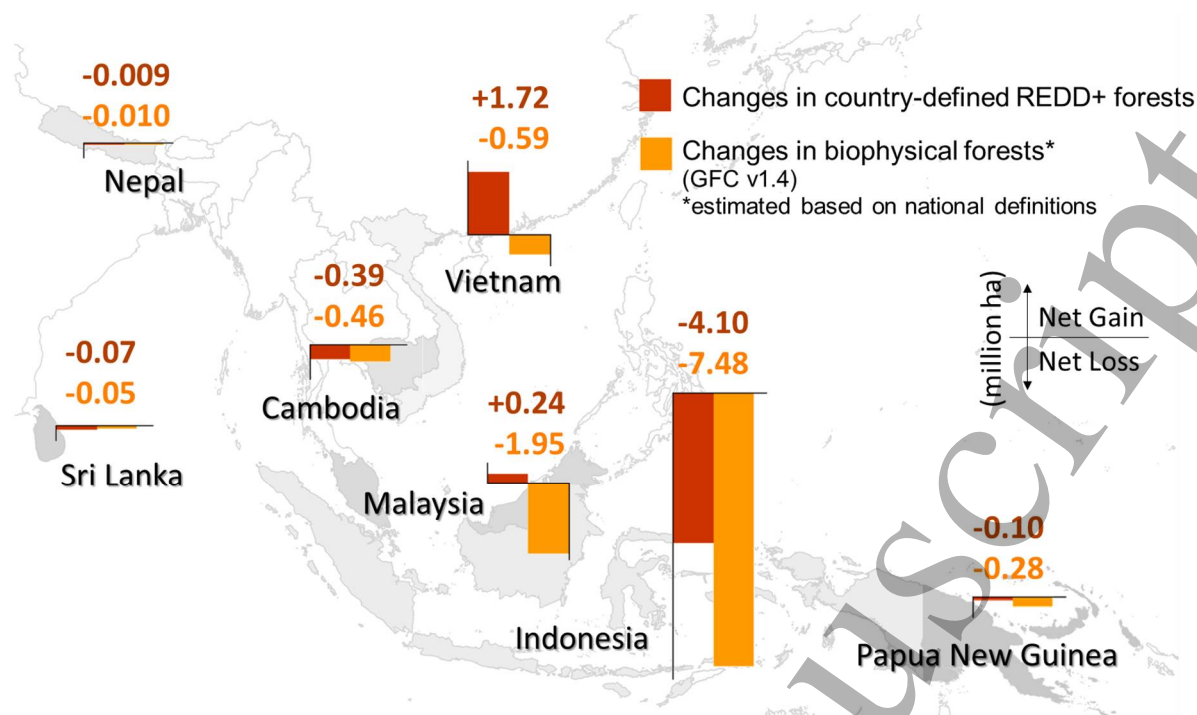 -0.009
-0.010
Nepal
+1.72
-0.59
Vietnam
Changes in country-defined REDD+ forests
Changes in biophysical forests*
(GFC v1.4)
*estimated based on national definitions
-0.39
-0.46
Cambodia
-0.07
-0.05
Sri Lanka
+0.24
-1.95
Malaysia
-4.10
-7.48
Indonesia
(million ha)
Net Gain
Net Loss
-0.10
-0.28
Papua New Guinea
uscript